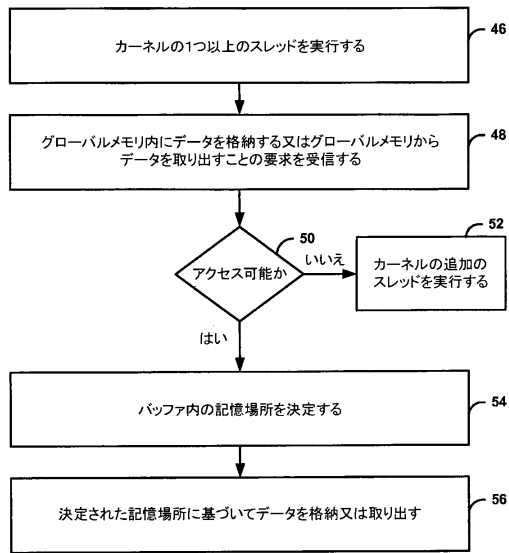 46
カーネルの1つ以上のスレッドを実行する
48
グローバルメモリ内にデータを格納する又はグローバルメモリから
データを取り出すことの要求を受信する
50
アクセス可能か
いいえ
52
カーネルの追加の
スレッドを実行する
はい
54
バッファ内の記憶場所を決定する
56
決定された記憶場所に基づいてデータを格納又は取り出す